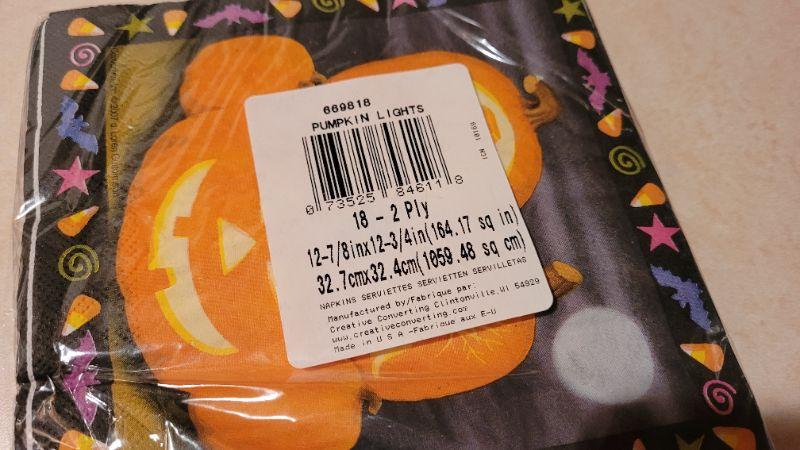 669818
PUMPKIN LIGHTS
0 73525 84611 8
18 - 2 Ply
12-7/8inx12-3/4in(164.17 sq in)
32.7cmx32.4cm(1059.48 sq cm)
NAPKINS SERVIETTES SERVIETTEN SERVILLETAS
Manufactured by/Fabrique par:
Creative Converting Clintonville,WI 54929
www.creativeconverting.com
Made in U S A -Fabrique aux E-U